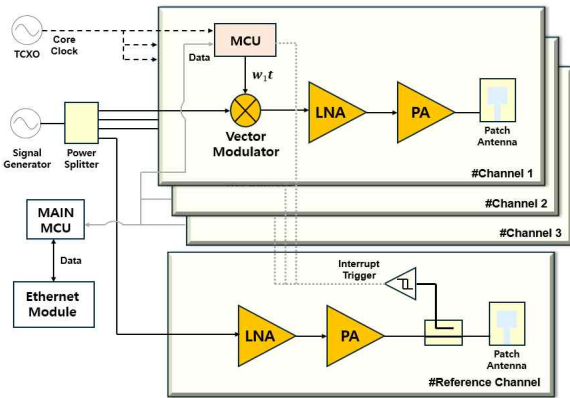 TCXO
Core
Clock
MCU
Data
w₁t
Vector
Modulator
LNA
PA
Patch
Antenna
#Channel 1
Signal
Generator
Power
Splitter
#Channel 2
#Channel 3
MAIN
MCU
Data
Ethernet
Module
Interrupt
Trigger
LNA
PA
Patch
Antenna
#Reference Channel